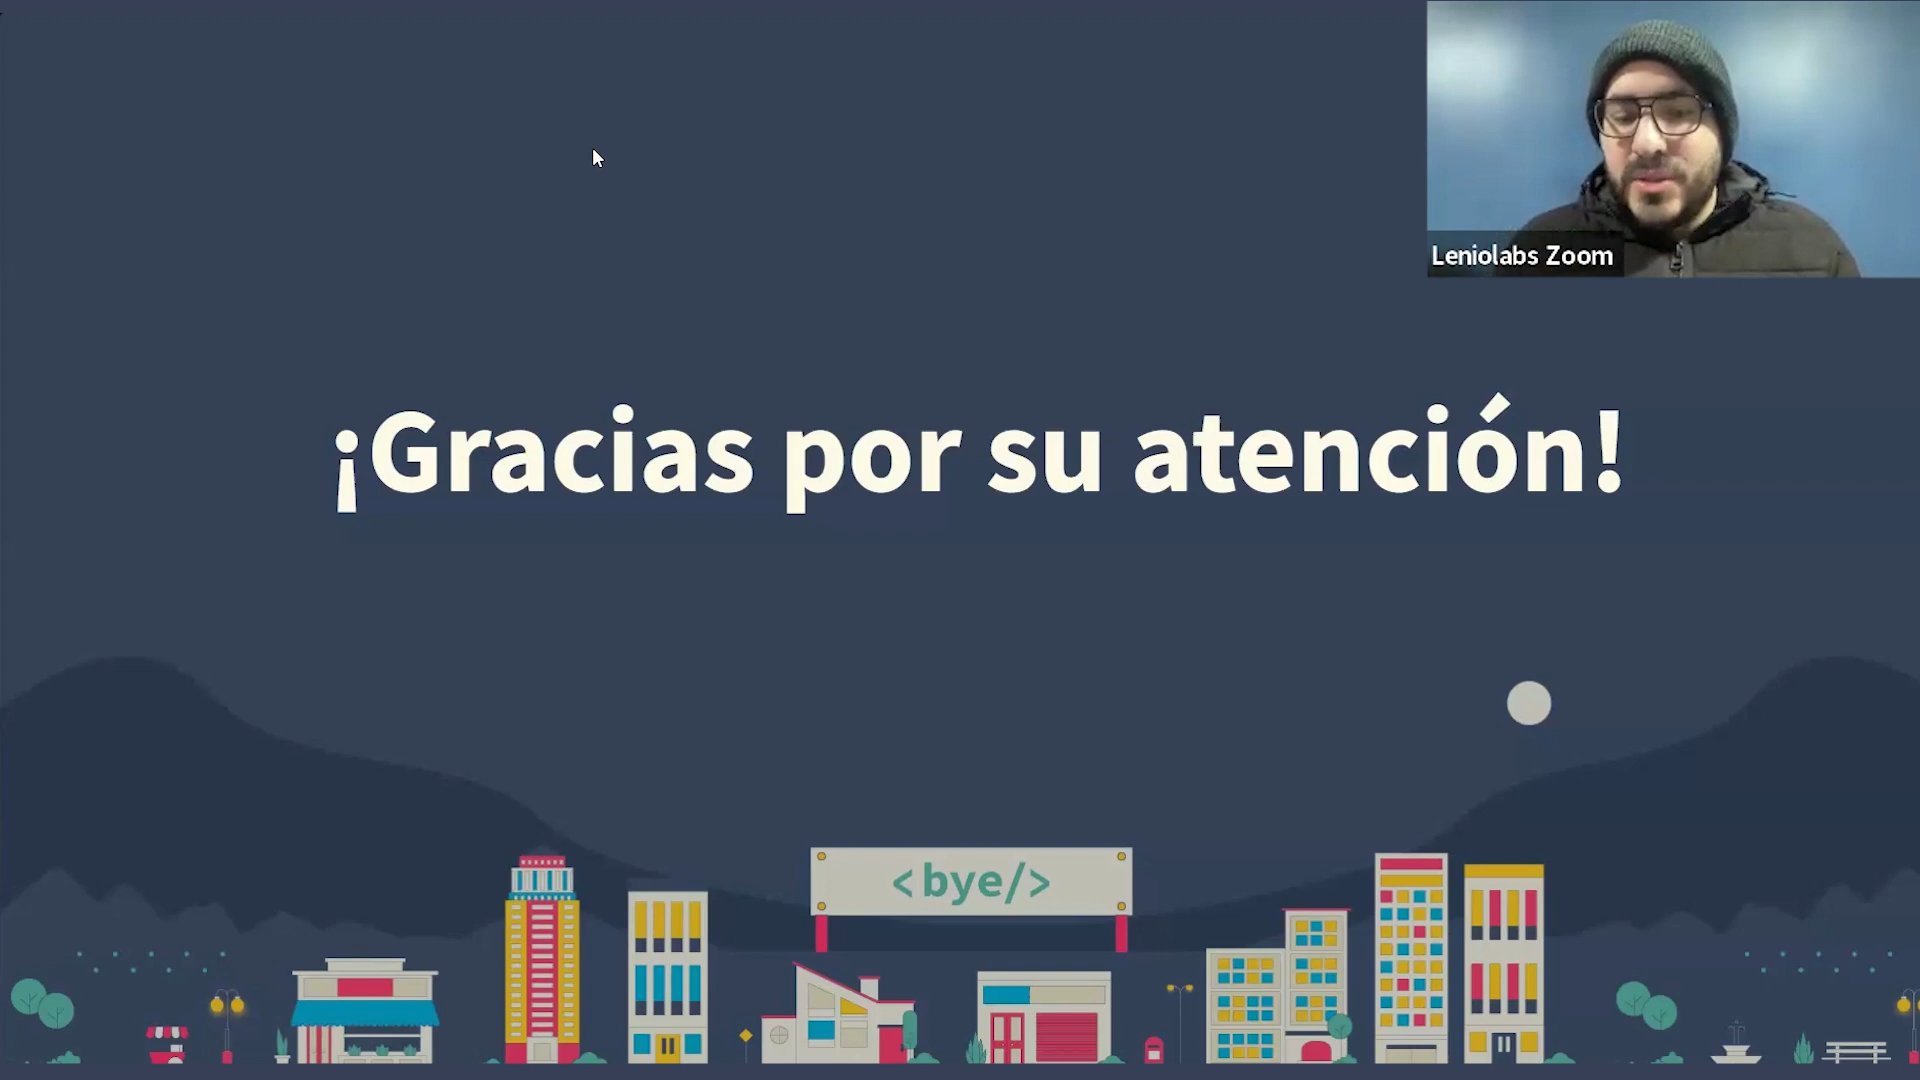 Leniolabs Zoom
¡Gracias por su atención!
<bye/>